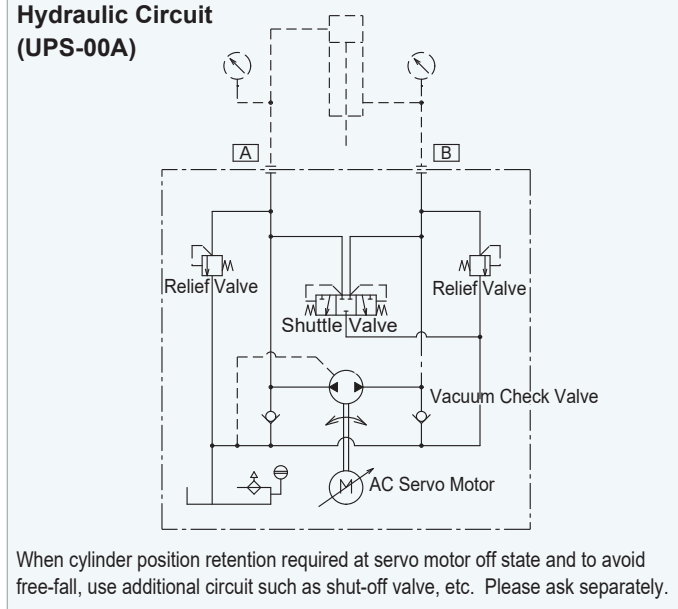 Hydraulic Circuit
(UPS-00A)
A
B
Relief Valve
Relief Valve
Shuttle Valve
Vacuum Check Valve
M
AC Servo Motor
When cylinder position retention required at servo motor off state and to avoid
free-fall, use additional circuit such as shut-off valve, etc. Please ask separately.